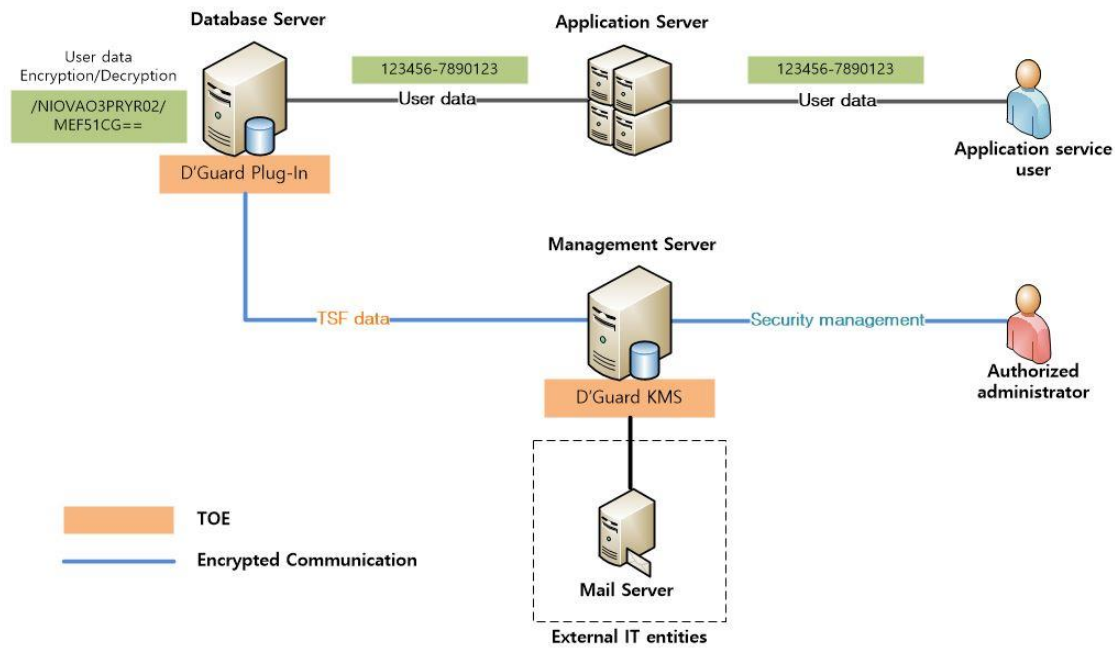 Database Server
Application Server
User data
Encryption/Decryption
/NIOVAO3PRYR02/
MEF51CG==
123456-7890123
User data
123456-7890123
User data
Application service
user
D'Guard Plug-In
Management Server
TSF data
Security management
Authorized
administrator
D'Guard KMS
TOE
Encrypted Communication
Mail Server
External IT entities